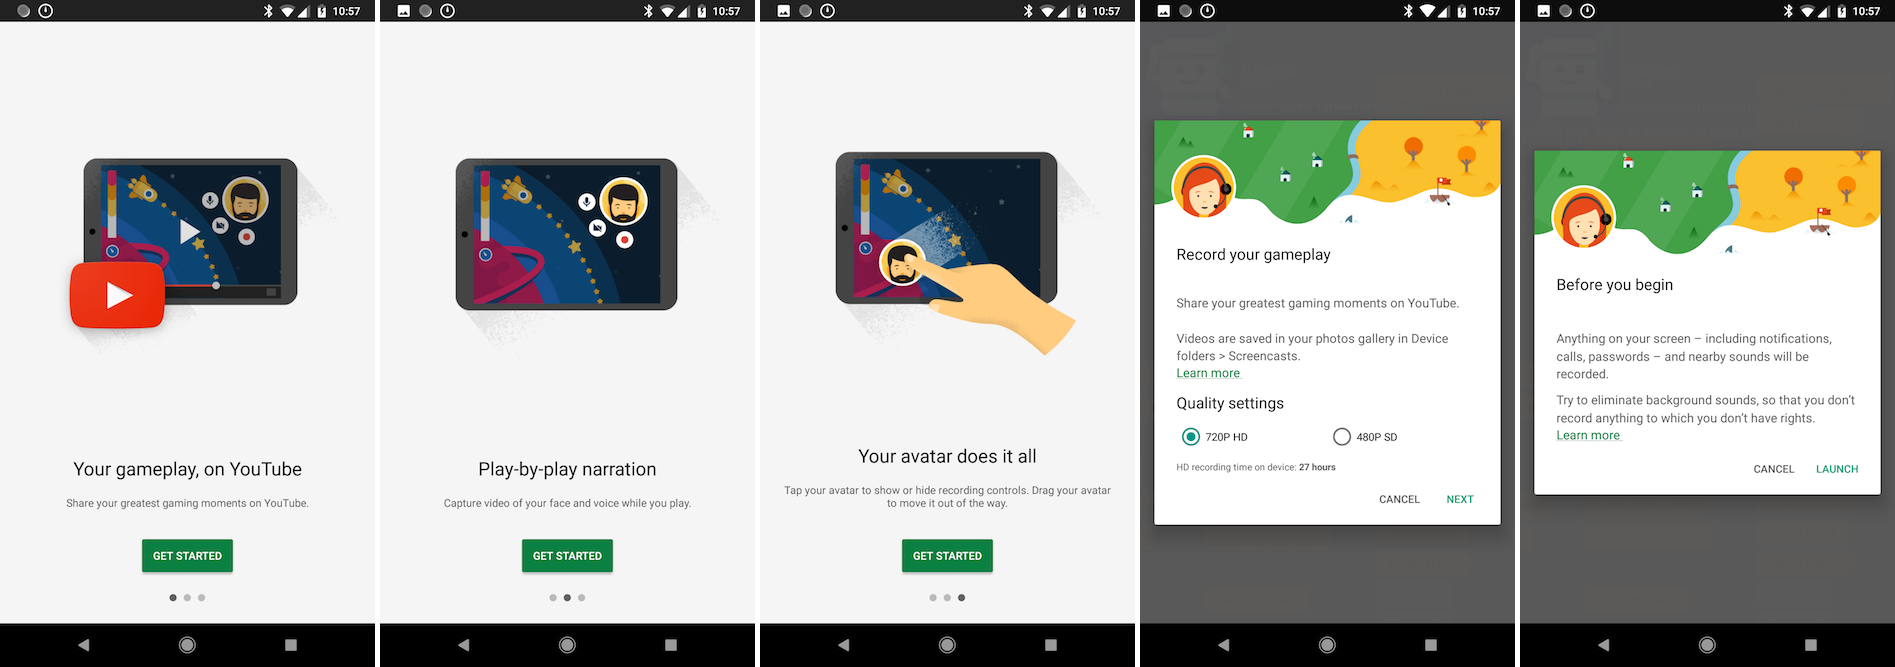 10:57
Your gameplay, on YouTube
Share your greatest gaming moments on YouTube.
GET STARTED
10:57
Play-by-play narration
Capture video of your face and voice while you play.
GET STARTED
10:57
Your avatar does it all
Tap your avatar to show or hide recording controls. Drag your avatar
to move it out of the way.
GET STARTED
10:57
Record your gameplay
Share your greatest gaming moments on YouTube.
Videos are saved in your photos gallery in Device
folders > Screencasts.
Learn more
Quality settings
720P HD
480P SD
HD recording time on device: 27 hours
CANCEL
NEXT
10:57
Before you begin
Anything on your screen – including notifications,
calls, passwords – and nearby sounds will be
recorded.
Try to eliminate background sounds, so that you don't
record anything to which you don't have rights.
Learn more
CANCEL
LAUNCH